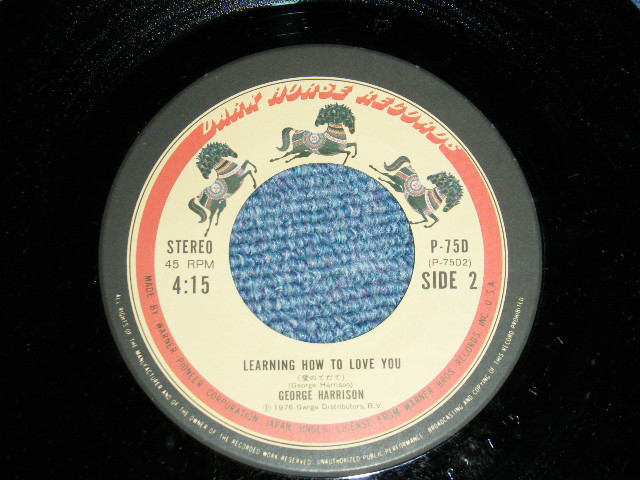 DARK HORSE RECORDS
STEREO
45 RPM
4:15
P-75D
(P-75D2)
SIDE 2
LEARNING HOW TO LOVE YOU
(愛のてだて)
(George Harrison)
GEORGE HARRISON
Ⓟ 1976 Ganga Distributors, B.V.
MADE BY WARNER PIONEER CORPORATION, JAPAN UNDER LICENSE FROM WARNER BROS RECORDS INC. U.S.A.
ALL RIGHTS OF THE MANUFACTURER AND OF THE OWNER OF THE RECORDED WORK RESERVED. UNAUTHORIZED PUBLIC PERFORMANCE, BROADCASTING AND COPYING OF THIS RECORD PROHIBITED.